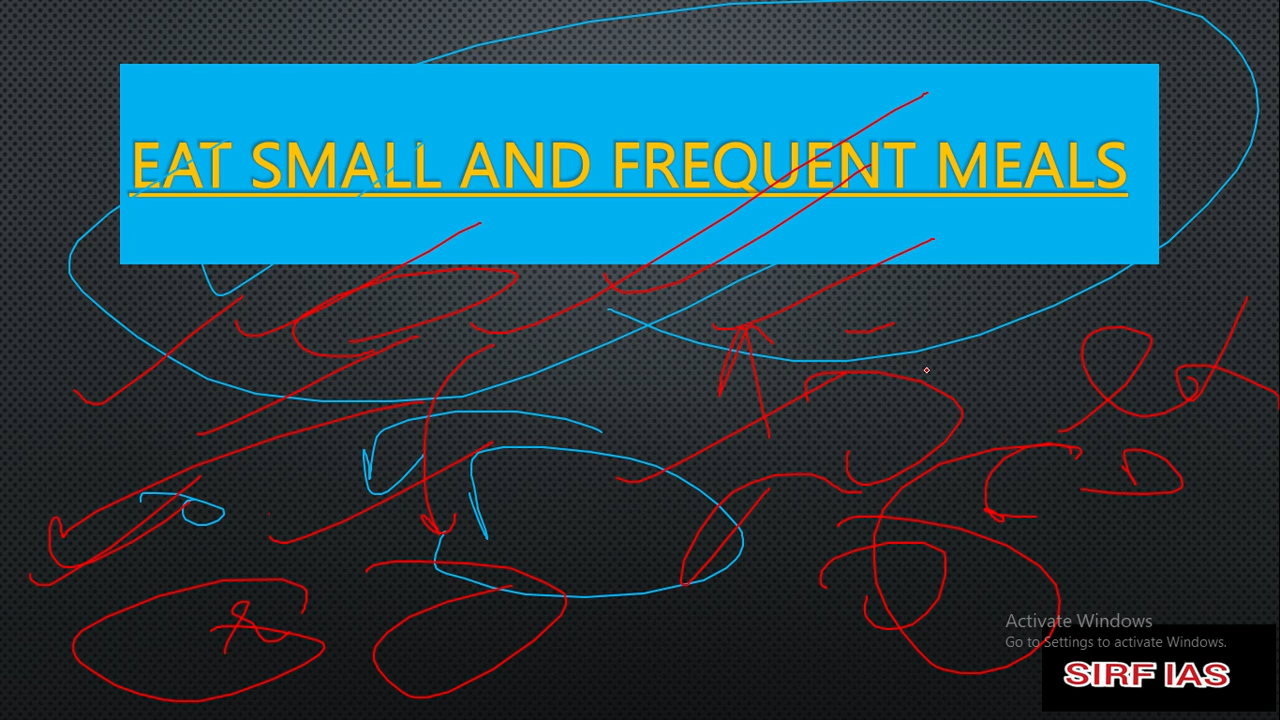 EAT SMALL AND FREQUENT MEALS
Activate Windows
Go to Settings to activate Windows.
SIRF IAS